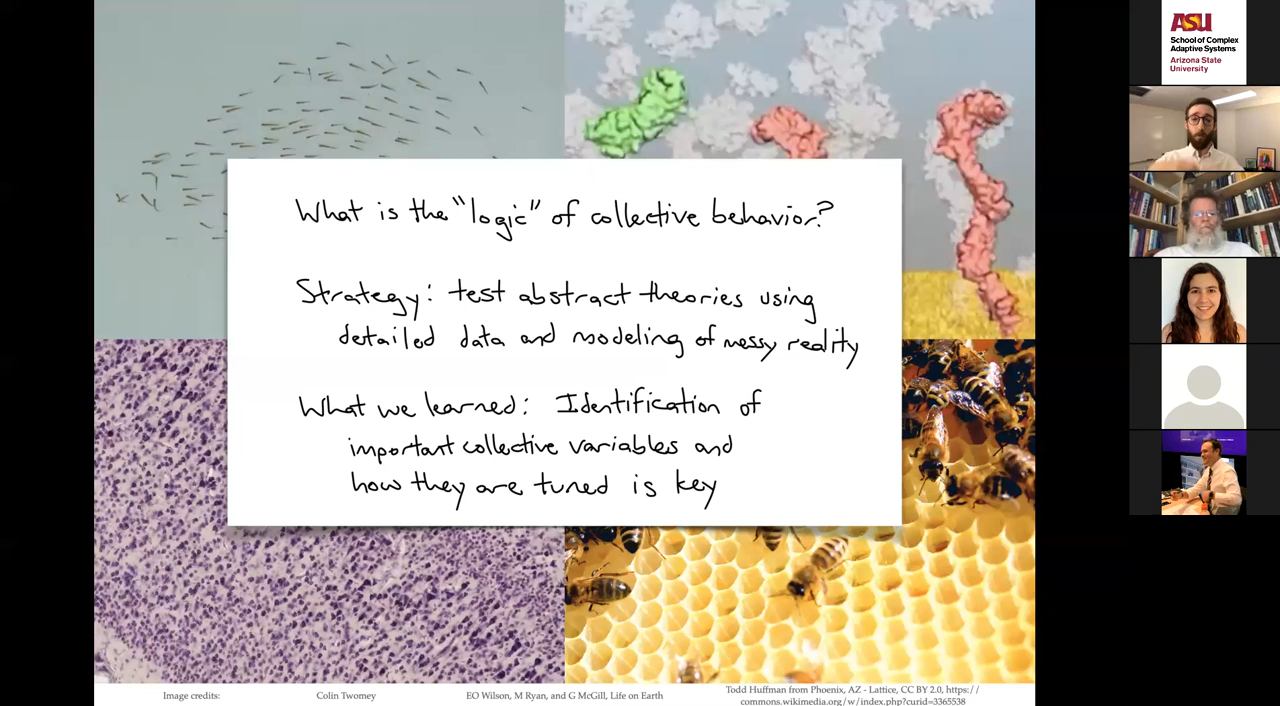 What is the "logic" of collective behavior?
Strategy: test abstract theories using
detailed data and modeling of messy reality
What we learned: Identification of
important collective variables and
how they are tuned is key
Image credits:
Colin Twomey
EO Wilson, M Ryan, and G McGill, Life on Earth
Todd Huffman from Phoenix, AZ - Lattice, CC BY 2.0, https://
commons.wikimedia.org/w/index.php?curid=3365538
ASU
School of Complex
Adaptive Systems
Arizona State
University